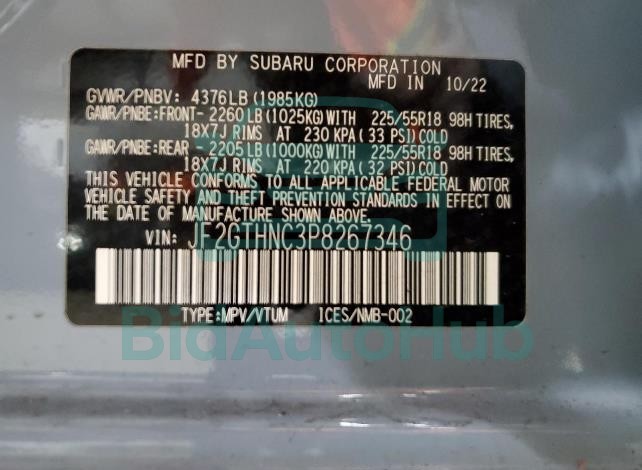 MFD BY SUBARU CORPORATION
MFD IN 10/22
GVWR/PNBV: 4376LB(1985KG)
GAWR/PNBE:FRONT- 2260LB(1025KG)WITH 225/55R18 98H TIRES,
18X7J RIMS AT 230 KPA(33 PSI)COLD
GAWR/PNBE:REAR - 2205LB(1000KG)WITH 225/55R18 98H TIRES,
18X7J RIMS AT 220 KPA(32 PSI)COLD
THIS VEHICLE CONFORMS TO ALL APPLICABLE FEDERAL MOTOR
VEHICLE SAFETY AND THEFT PREVENTION STANDARDS IN EFFECT ON
THE DATE OF MANUFACTURE SHOWN ABOVE.
VIN: JF2GTHNC3P8267346
TYPE:MPV/VTUM ICES/NMB-002
BidAutoHub